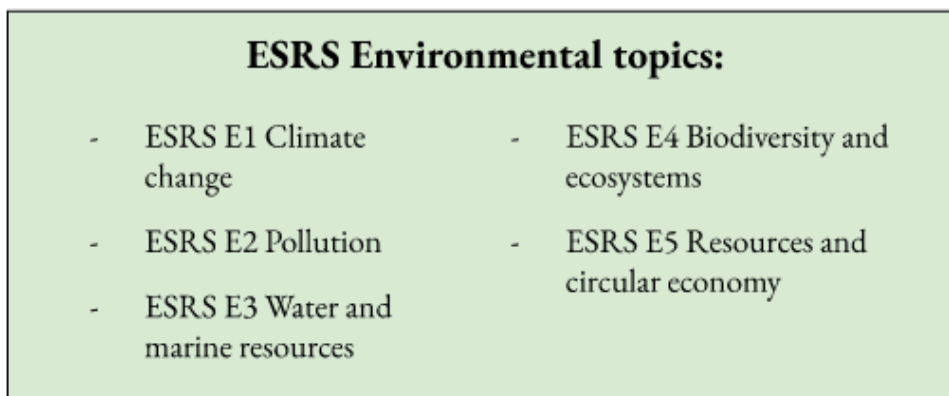 ESRS Environmental topics:
- ESRS E1 Climate
change
- ESRS E2 Pollution
- ESRS E3 Water and
marine resources
- ESRS E4 Biodiversity and
ecosystems
- ESRS E5 Resources and
circular economy